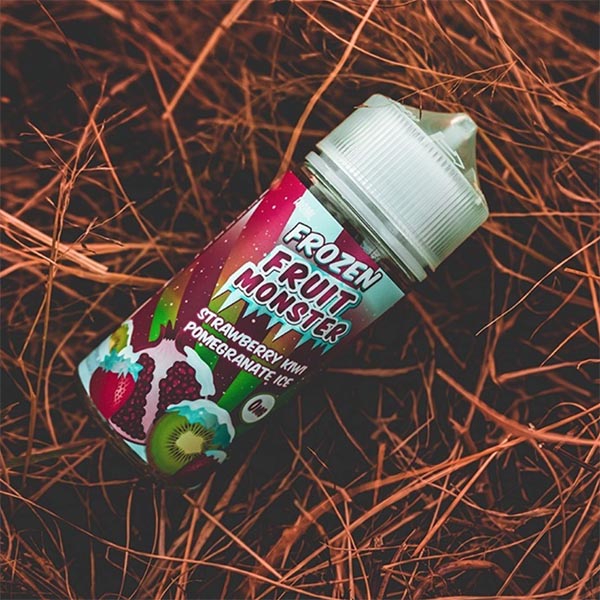 FROZEN
FRUIT
MONSTER
STRAWBERRY KIWI
POMEGRANATE ICE
0mg